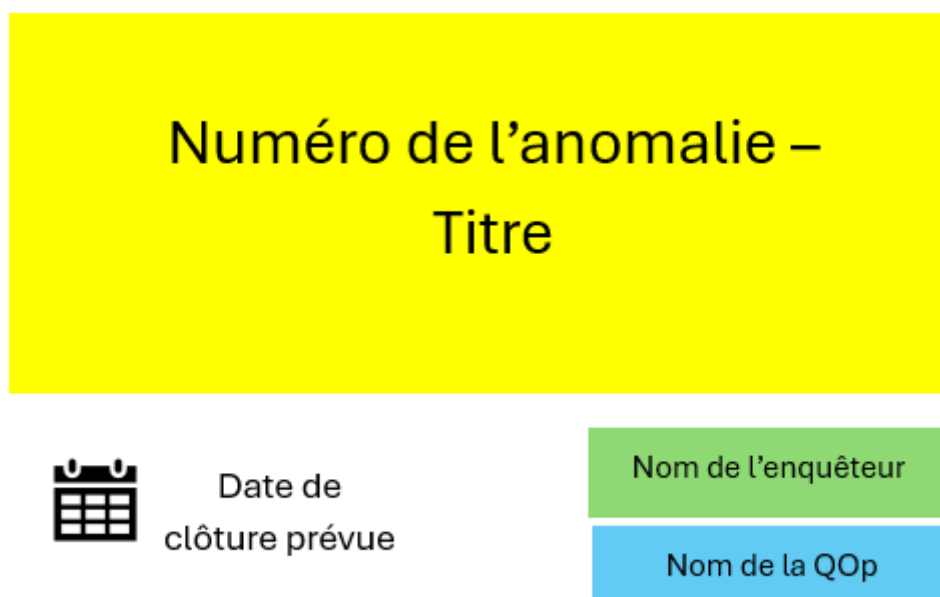 Numéro de l’anomalie –
Titre
Date de
clôture prévue
Nom de l’enquêteur
Nom de la QOp